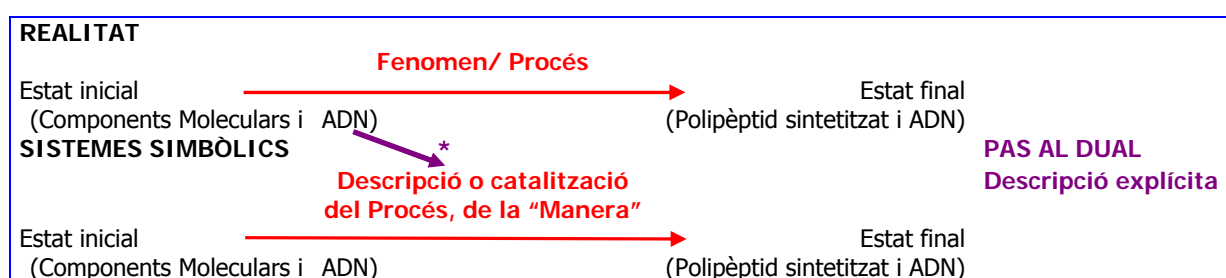 REALITAT
Fenomen/ Procés
Estat inicial Estat final
(Components Moleculars i ADN) (Polipèptid sintetitzat i ADN)
SISTEMES SIMBÒLICS * PAS AL DUAL
Descripció o catalització Descripció explícita
del Procés, de la “Manera”
Estat inicial Estat final
(Components Moleculars i ADN) (Polipèptid sintetitzat i ADN)